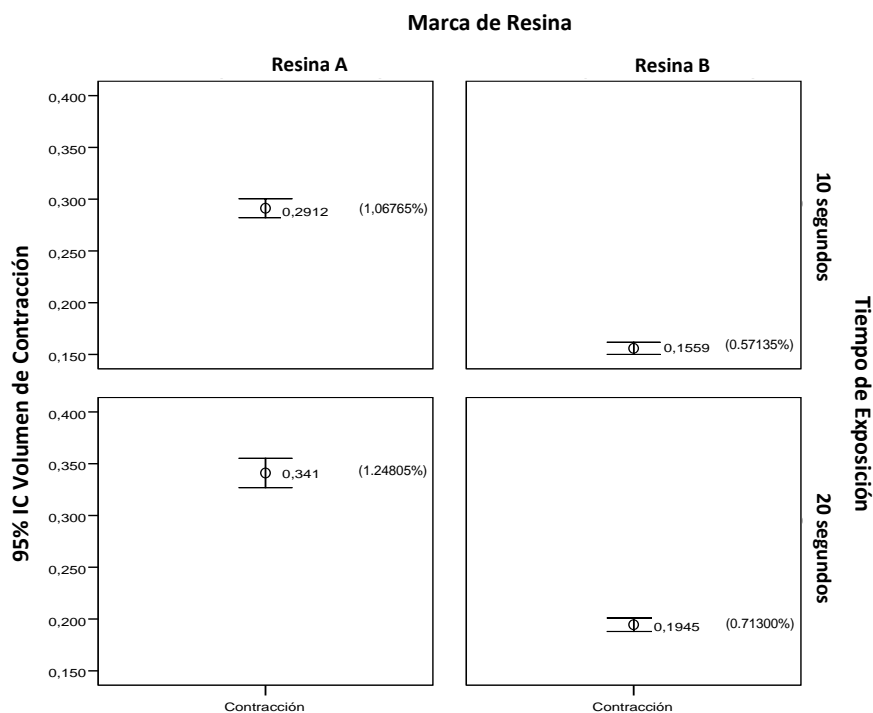 Marca de Resina
Resina A
Resina B
95% IC Volumen de Contracción
0,400
0,350
0,300
0,250
0,200
0,150
0,2912 (1,06765%)
0,1559 (0.57135%)
10 segundos
0,400
0,350
0,300
0,250
0,200
0,150
0,341 (1.24805%)
0,1945 (0.71300%)
20 segundos
Tiempo de Exposición
Contracción
Contracción